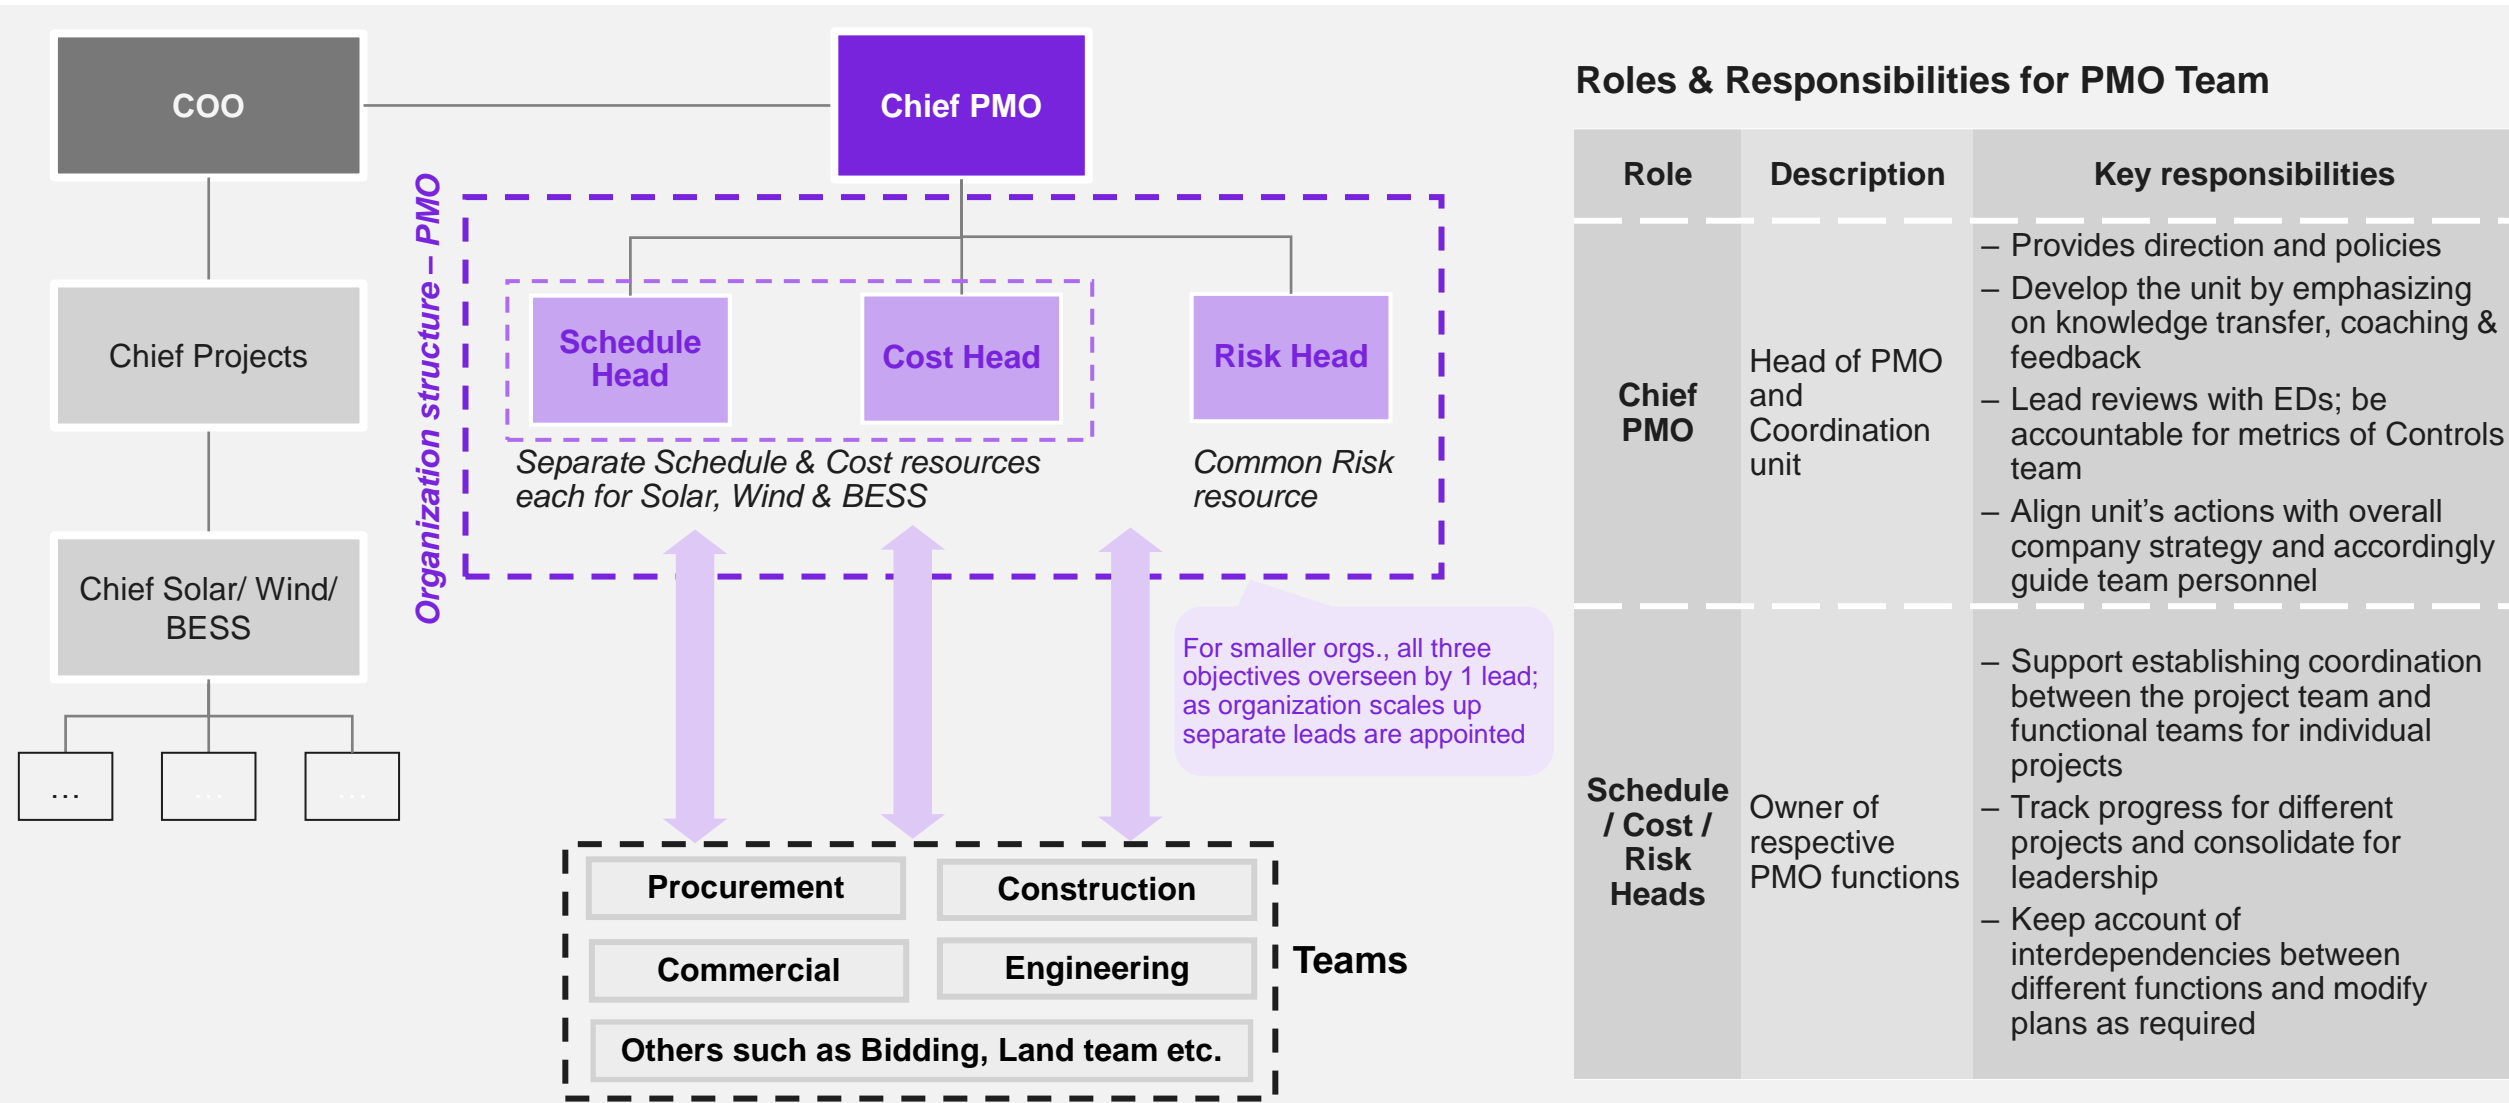 COO
Chief PMO
Chief Projects
Chief Solar/ Wind/
BESS
…
…
…
Organization structure – PMO
Schedule
Head
Cost Head
Risk Head
Separate Schedule & Cost resources
each for Solar, Wind & BESS
Common Risk
resource
For smaller orgs., all three
objectives overseen by 1 lead;
as organization scales up
separate leads are appointed
Procurement
Construction
Commercial
Engineering
Others such as Bidding, Land team etc.
Teams
Roles & Responsibilities for PMO Team
Role
Description
Key responsibilities
Chief
PMO
Head of PMO
and
Coordination
unit
– Provides direction and policies
– Develop the unit by emphasizing
on knowledge transfer, coaching &
feedback
– Lead reviews with EDs; be
accountable for metrics of Controls
team
– Align unit’s actions with overall
company strategy and accordingly
guide team personnel
Schedule
/ Cost /
Risk
Heads
Owner of
respective
PMO functions
– Support establishing coordination
between the project team and
functional teams for individual
projects
– Track progress for different
projects and consolidate for
leadership
– Keep account of
interdependencies between
different functions and modify
plans as required